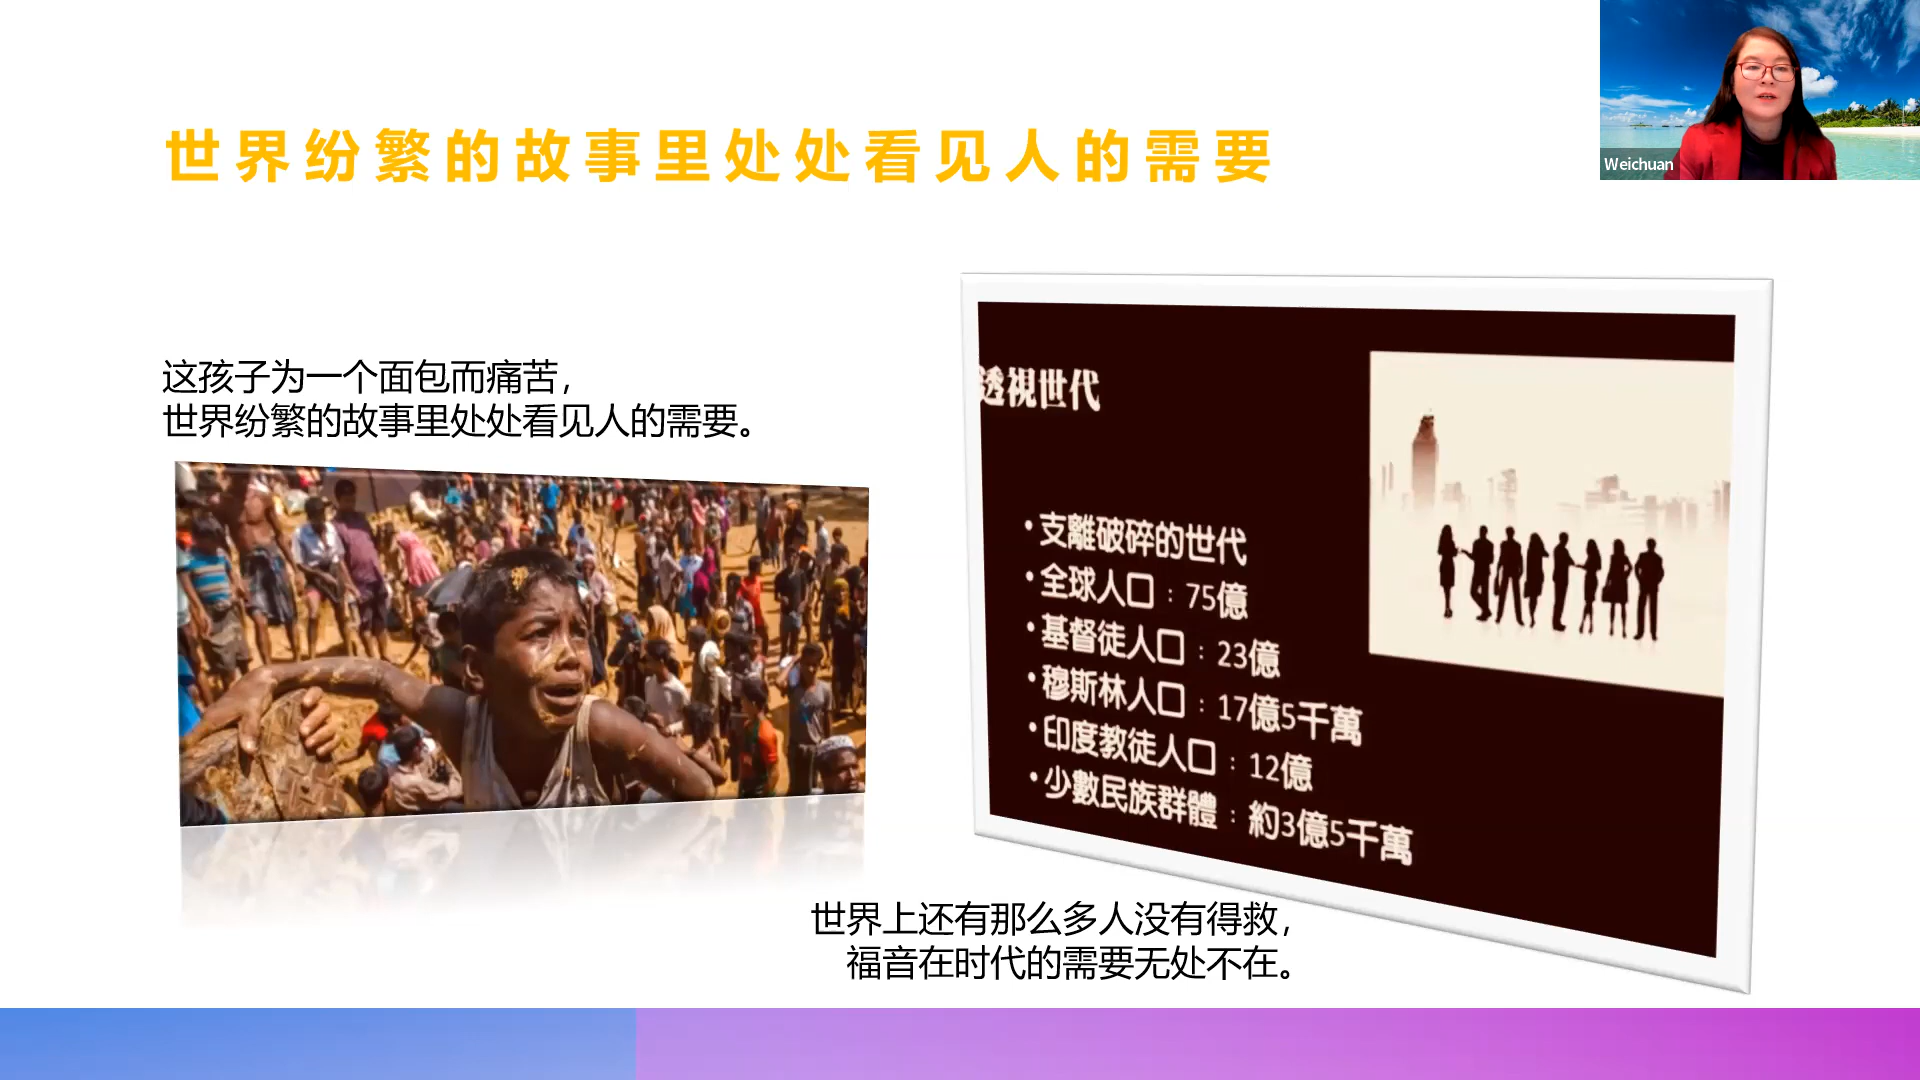 世界纷繁的故事里处处看见人的需要
Weichuan
这孩子为一个面包而痛苦，
世界纷繁的故事里处处看见人的需要。
透視世代
•支離破碎的世代
•全球人口：75億
•基督徒人口：23億
•穆斯林人口：17億5千萬
•印度教徒人口：12億
•少數民族群體：約3億5千萬
世界上还有那么多人没有得救，
福音在时代的需要无处不在。